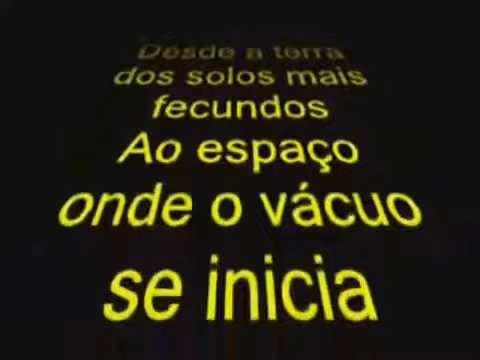 Desde a terra
dos solos mais
fecundos
Ao espaço
onde o vácuo
se inicia